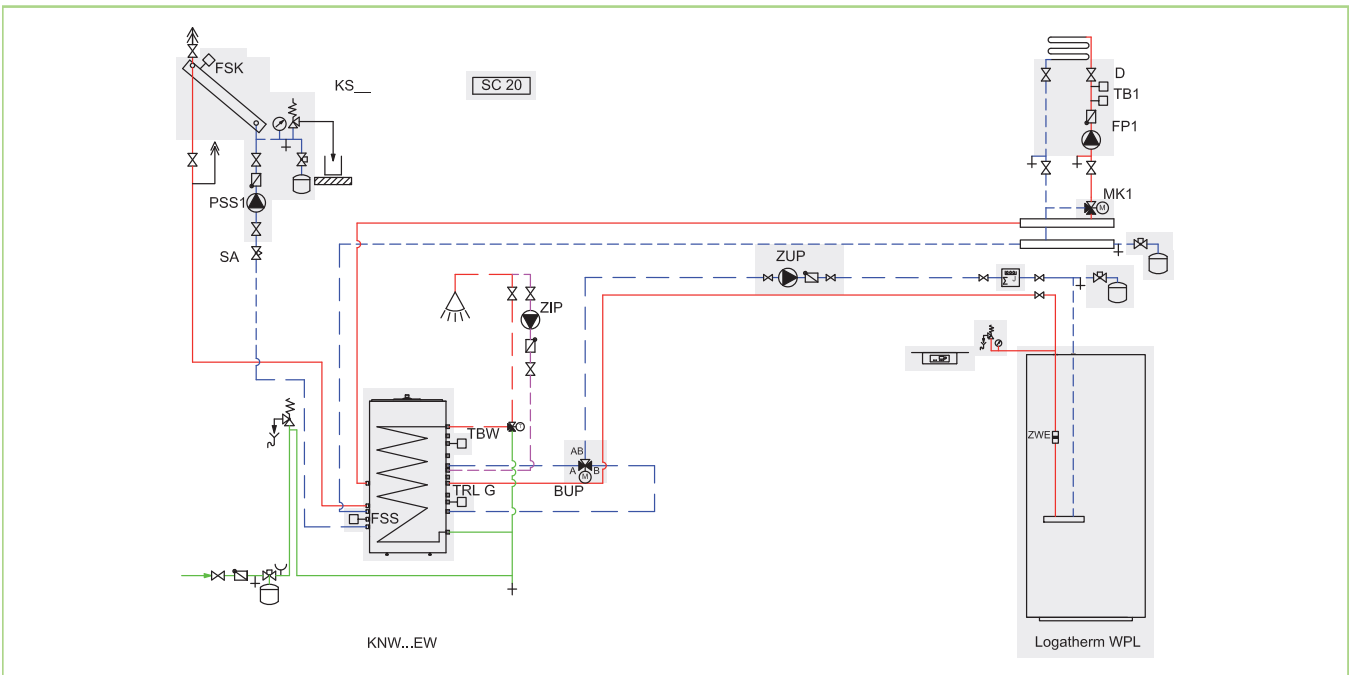 FSK
KS__
SC 20
D
TB1
FP1
PSS1
MK1
M
SA
ZUP
Σ J
ZIP
TBW
T
ZWE
AB
A B
M
BUP
TRL G
FSS
KNW...EW
Logatherm WPL